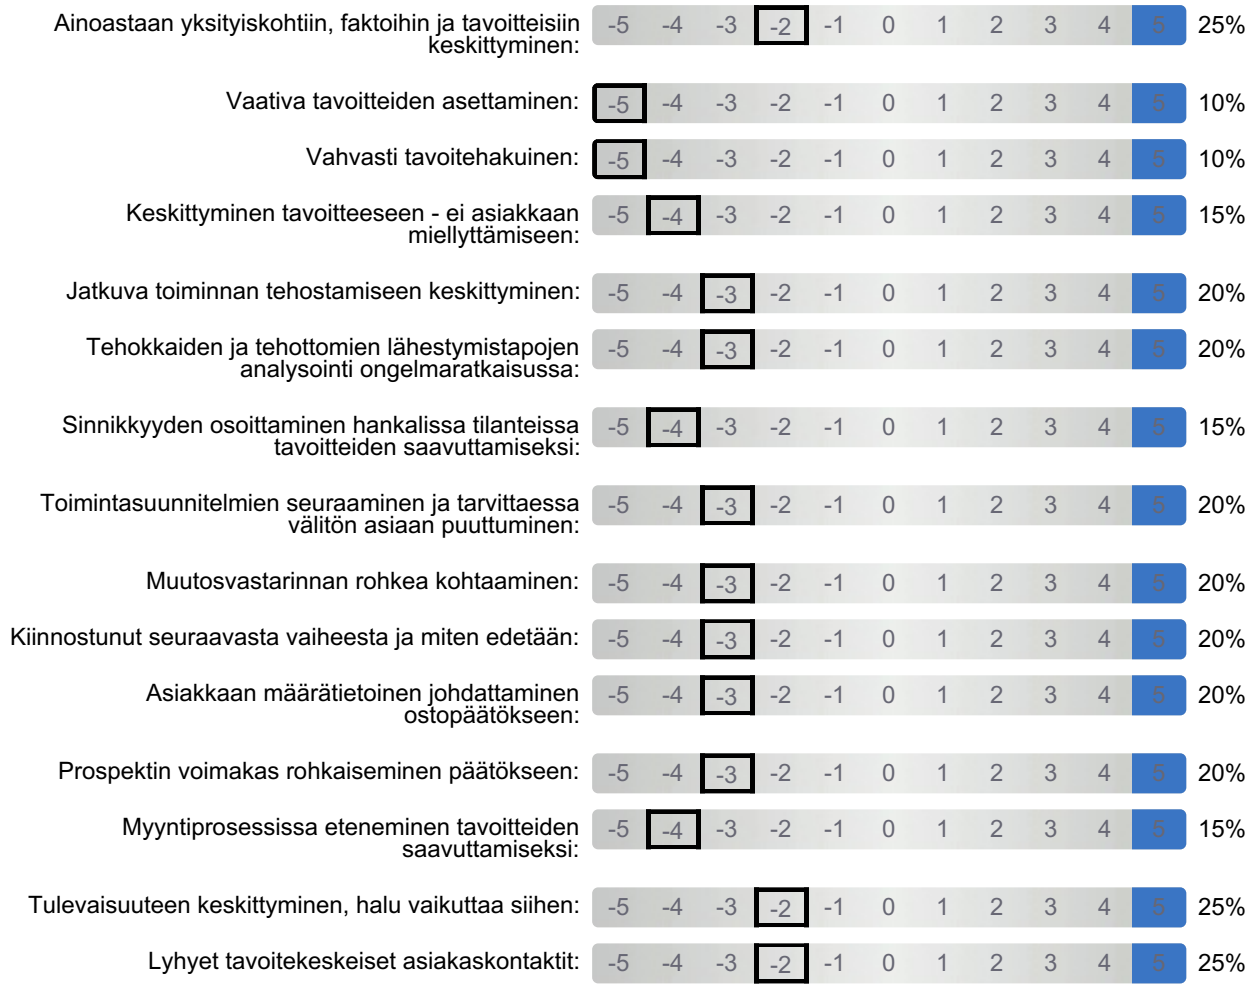 Ainoastaan yksityiskohtiin, faktoihin ja tavoitteisiin
keskittyminen:
-5 -4 -3 -2 -1 0 1 2 3 4 5 25%
Vaativa tavoitteiden asettaminen: -5 -4 -3 -2 -1 0 1 2 3 4 5 10%
Vahvasti tavoitehakuinen: -5 -4 -3 -2 -1 0 1 2 3 4 5 10%
Keskittyminen tavoitteeseen - ei asiakkaan
miellyttämiseen:
-5 -4 -3 -2 -1 0 1 2 3 4 5 15%
Jatkuva toiminnan tehostamiseen keskittyminen: -5 -4 -3 -2 -1 0 1 2 3 4 5 20%
Tehokkaiden ja tehottomien lähestymistapojen
analysointi ongelmaratkaisussa:
-5 -4 -3 -2 -1 0 1 2 3 4 5 20%
Sinnikkyyden osoittaminen hankalissa tilanteissa
tavoitteiden saavuttamiseksi:
-5 -4 -3 -2 -1 0 1 2 3 4 5 15%
Toimintasuunnitelmien seuraaminen ja tarvittaessa
välitön asiaan puuttuminen:
-5 -4 -3 -2 -1 0 1 2 3 4 5 20%
Muutosvastarinnan rohkea kohtaaminen: -5 -4 -3 -2 -1 0 1 2 3 4 5 20%
Kiinnostunut seuraavasta vaiheesta ja miten edetään: -5 -4 -3 -2 -1 0 1 2 3 4 5 20%
Asiakkaan määrätietoinen johdattaminen
ostopäätökseen:
-5 -4 -3 -2 -1 0 1 2 3 4 5 20%
Prospektin voimakas rohkaiseminen päätökseen: -5 -4 -3 -2 -1 0 1 2 3 4 5 20%
Myyntiprosessissa eteneminen tavoitteiden
saavuttamiseksi:
-5 -4 -3 -2 -1 0 1 2 3 4 5 15%
Tulevaisuuteen keskittyminen, halu vaikuttaa siihen: -5 -4 -3 -2 -1 0 1 2 3 4 5 25%
Lyhyet tavoitekeskeiset asiakaskontaktit: -5 -4 -3 -2 -1 0 1 2 3 4 5 25%